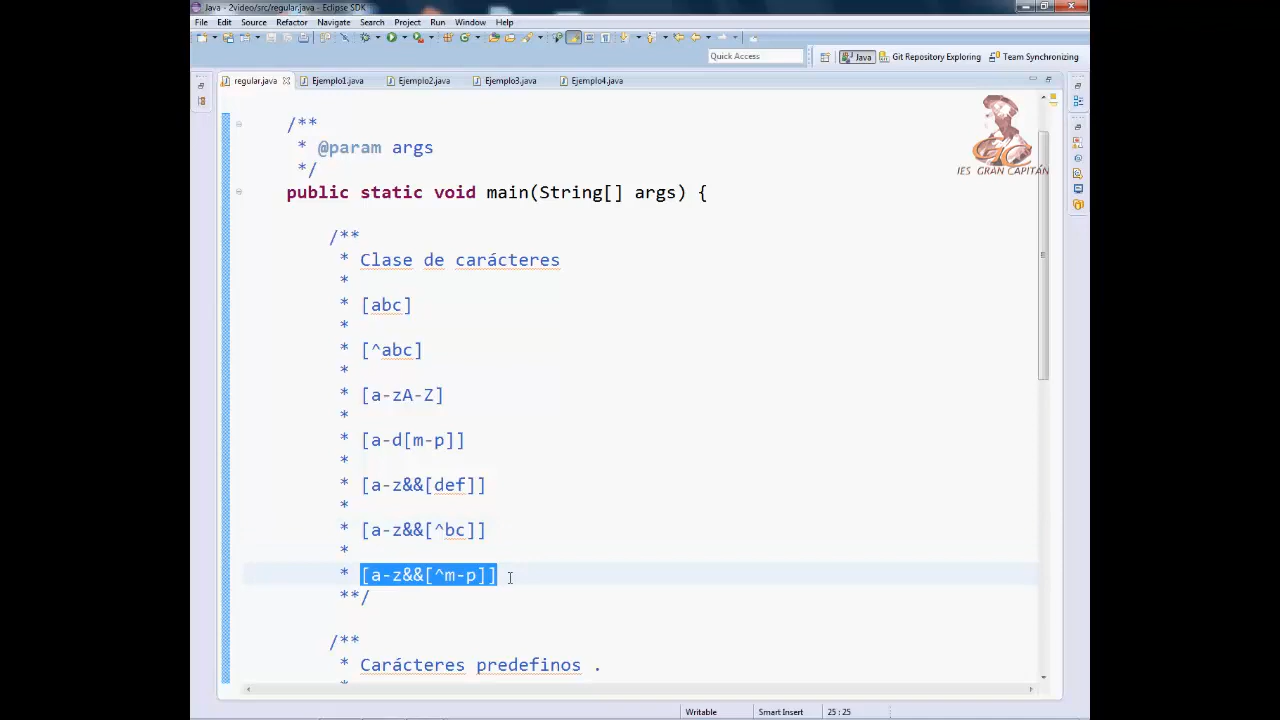 Java - 2video/src/regular.java - Eclipse SDK
File Edit Source Refactor Navigate Search Project Run Window Help
Quick Access Java Git Repository Exploring Team Synchronizing
regular.java Ejemplo1.java Ejemplo2.java Ejemplo3.java Ejemplo4.java
/**
* @param args
*/
public static void main(String[] args) {
/**
* Clase de carácteres
*
* [abc]
*
* [^abc]
*
* [a-zA-Z]
*
* [a-d[m-p]]
*
* [a-z&&[def]]
*
* [a-z&&[^bc]]
*
* [a-z&&[^m-p]]
**/
/**
* Carácteres predefinos .
*
IES GRAN CAPITÁN
Writable Smart Insert 25 : 25